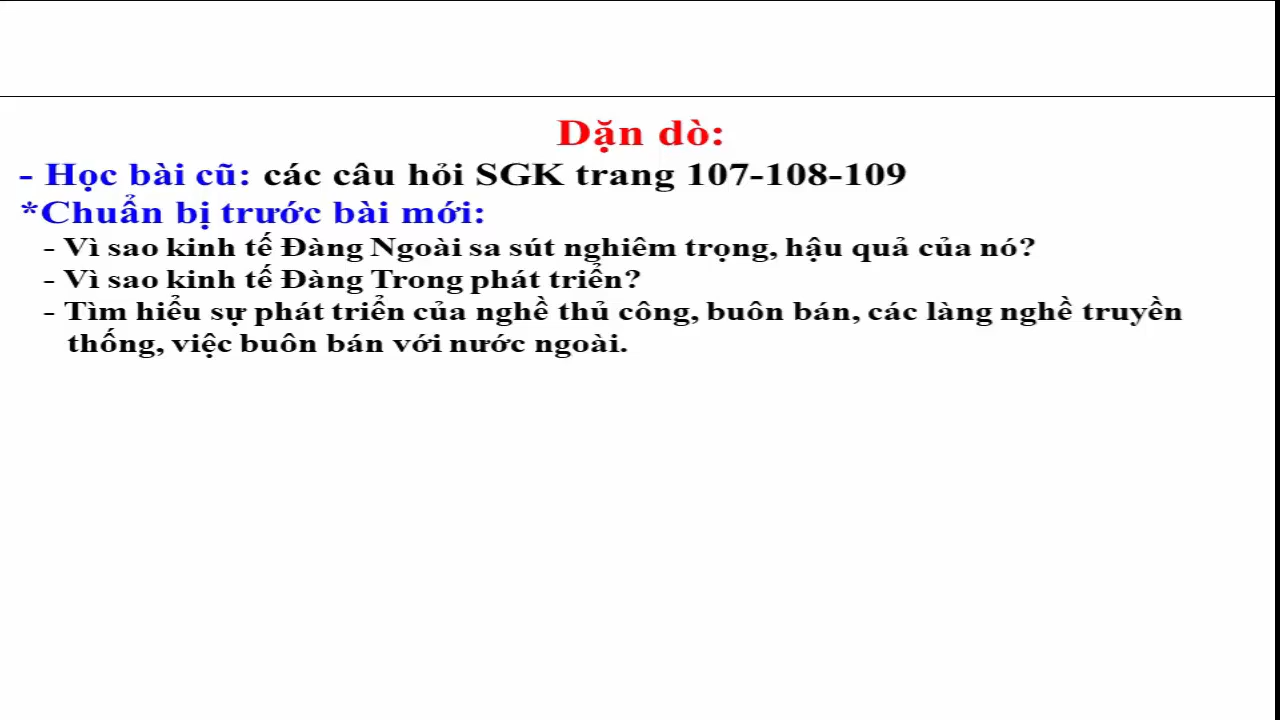 Dặn dò:
- Học bài cũ: các câu hỏi SGK trang 107-108-109
*Chuẩn bị trước bài mới:
- Vì sao kinh tế Đàng Ngoài sa sút nghiêm trọng, hậu quả của nó?
- Vì sao kinh tế Đàng Trong phát triển?
- Tìm hiểu sự phát triển của nghề thủ công, buôn bán, các làng nghề truyền
thống, việc buôn bán với nước ngoài.